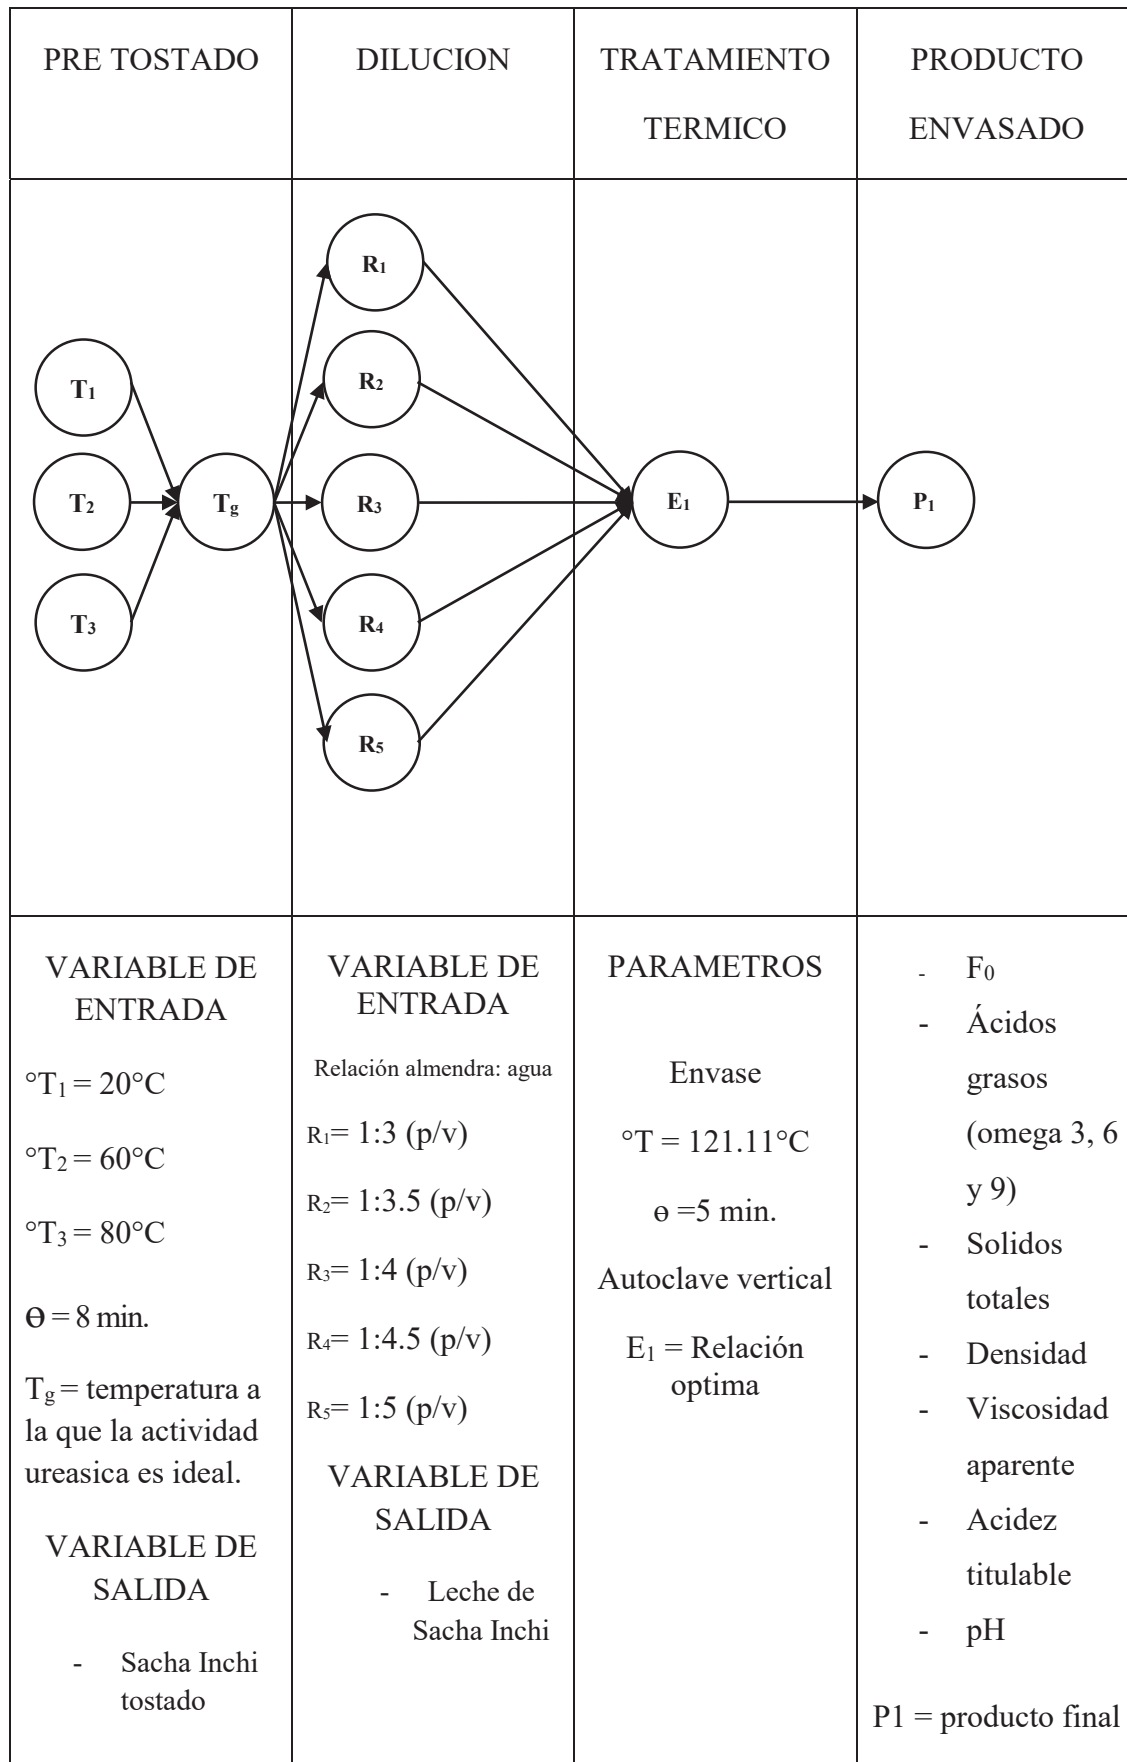 PRE TOSTADO
DILUCION
TRATAMIENTO
TERMICO
PRODUCTO
ENVASADO
T1
T2
T3
Tg
R1
R2
R3
R4
R5
E1
P1
VARIABLE DE
ENTRADA
°T1 = 20°C
°T2 = 60°C
°T3 = 80°C
ɵ = 8 min.
Tg = temperatura a
la que la actividad
ureasica es ideal.
VARIABLE DE
SALIDA
- Sacha Inchi
tostado
VARIABLE DE
ENTRADA
Relación almendra: agua
R1= 1:3 (p/v)
R2= 1:3.5 (p/v)
R3= 1:4 (p/v)
R4= 1:4.5 (p/v)
R5= 1:5 (p/v)
VARIABLE DE
SALIDA
- Leche de
Sacha Inchi
PARAMETROS
Envase
°T = 121.11°C
ɵ =5 min.
Autoclave vertical
E1 = Relación
optima
- F0
- Ácidos
grasos
(omega 3, 6
y 9)
- Solidos
totales
- Densidad
- Viscosidad
aparente
- Acidez
titulable
- pH
P1 = producto final